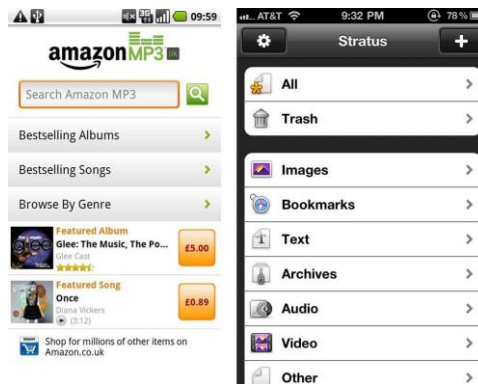 09:59
amazonMP3 UK
Search Amazon MP3
Bestselling Albums
Bestselling Songs
Browse By Genre
Featured Album
Glee: The Music, The Po...
Glee Cast
£5.00
Featured Song
Once
Diana Vickers
(3:12)
£0.89
Shop for millions of other items on
Amazon.co.uk
AT&T 9:32 PM 78%
Stratus
All
Trash
Images
Bookmarks
Text
Archives
Audio
Video
Other